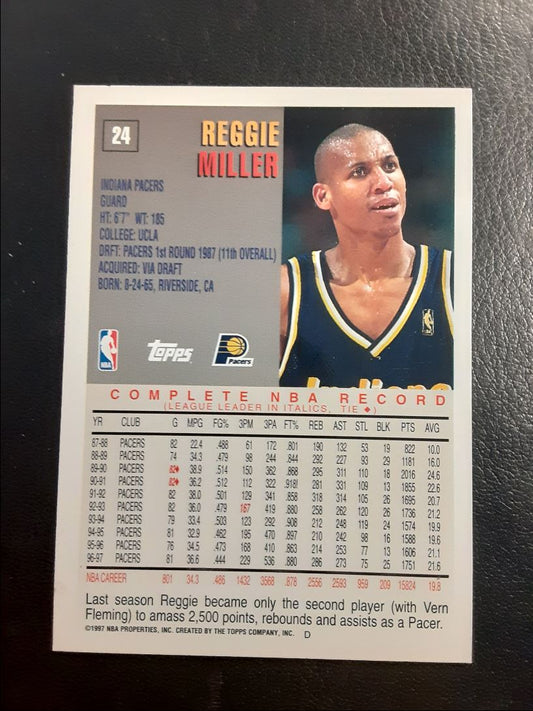 24
REGGIE
MILLER
INDIANA PACERS
GUARD
HT: 6'7" WT: 185
COLLEGE: UCLA
DRFT: PACERS 1st ROUND 1987 (11th OVERALL)
ACQUIRED: VIA DRAFT
BORN: 8-24-65, RIVERSIDE, CA
NBA
Topps
Pacers
Indiana
COMPLETE NBA RECORD
(LEAGUE LEADER IN ITALICS, TIE ♦)
YR CLUB G MPG FG% 3PM 3PA FT% REB AST STL BLK PTS AVG
87-88 PACERS 82 22.4 .488 61 172 .801 190 132 53 19 822 10.0
88-89 PACERS 74 34.3 .479 98 244 .844 292 227 93 29 1181 16.0
89-90 PACERS 82♦ 38.9 .514 150 362 .868 295 311 110 18 2016 24.6
90-91 PACERS 82♦ 36.2 .512 112 322 .918! 281 331 109 13 1855 22.6
91-92 PACERS 82 38.0 .501 129 341 .858 318 314 105 26 1695 20.7
92-93 PACERS 82 36.0 .479 167 419 .880 258 262 120 26 1736 21.2
93-94 PACERS 79 33.4 .503 123 292 .908 212 248 119 24 1574 19.9
94-95 PACERS 81 32.9 .462 195 470 .897 210 242 98 16 1588 19.6
95-96 PACERS 76 34.5 .473 168 410 .863 214 253 77 13 1606 21.1
96-97 PACERS 81 36.6 .444 229 536 .880 286 273 75 25 1751 21.6
NBA CAREER 801 34.3 .486 1432 3568 .878 2556 2593 959 209 15824 19.8
Last season Reggie became only the second player (with Vern
Fleming) to amass 2,500 points, rebounds and assists as a Pacer.
©1997 NBA PROPERTIES, INC. CREATED BY THE TOPPS COMPANY, INC. D